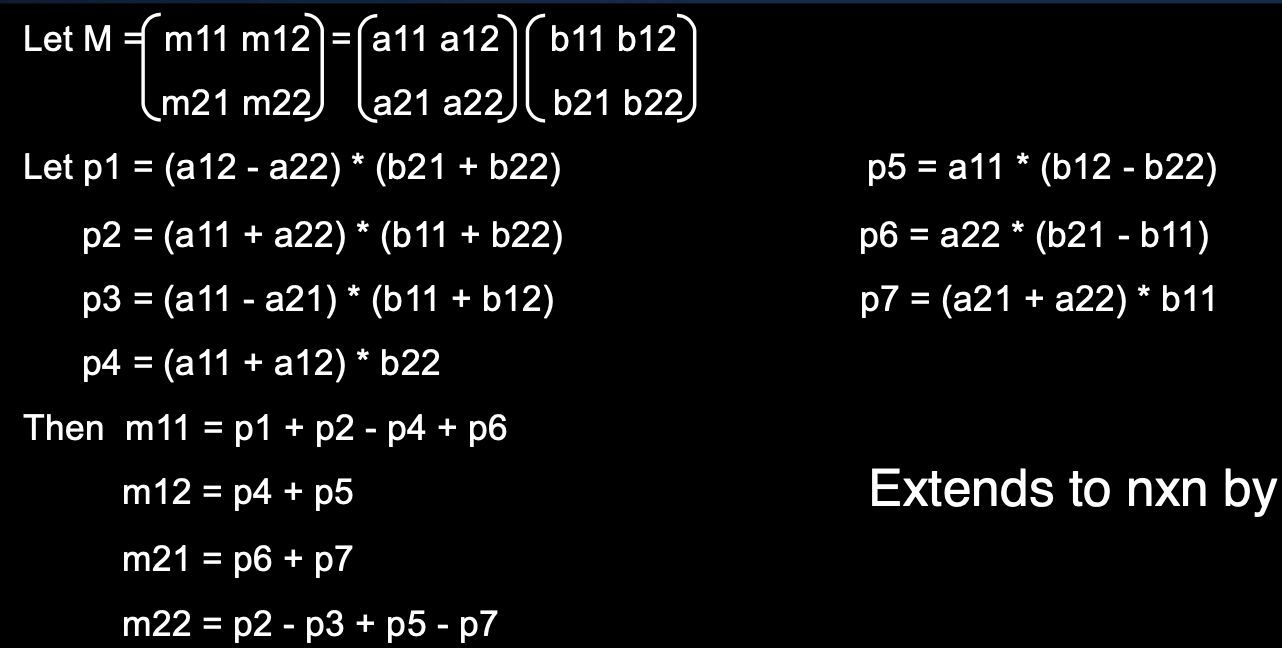 Let M = m11 m12 = a11 a12 b11 b12
m21 m22 a21 a22 b21 b22
Let p1 = (a12 - a22) * (b21 + b22) p5 = a11 * (b12 - b22)
p2 = (a11 + a22) * (b11 + b22) p6 = a22 * (b21 - b11)
p3 = (a11 - a21) * (b11 + b12) p7 = (a21 + a22) * b11
p4 = (a11 + a12) * b22
Then m11 = p1 + p2 - p4 + p6
m12 = p4 + p5
Extends to nxn by
m21 = p6 + p7
m22 = p2 - p3 + p5 - p7